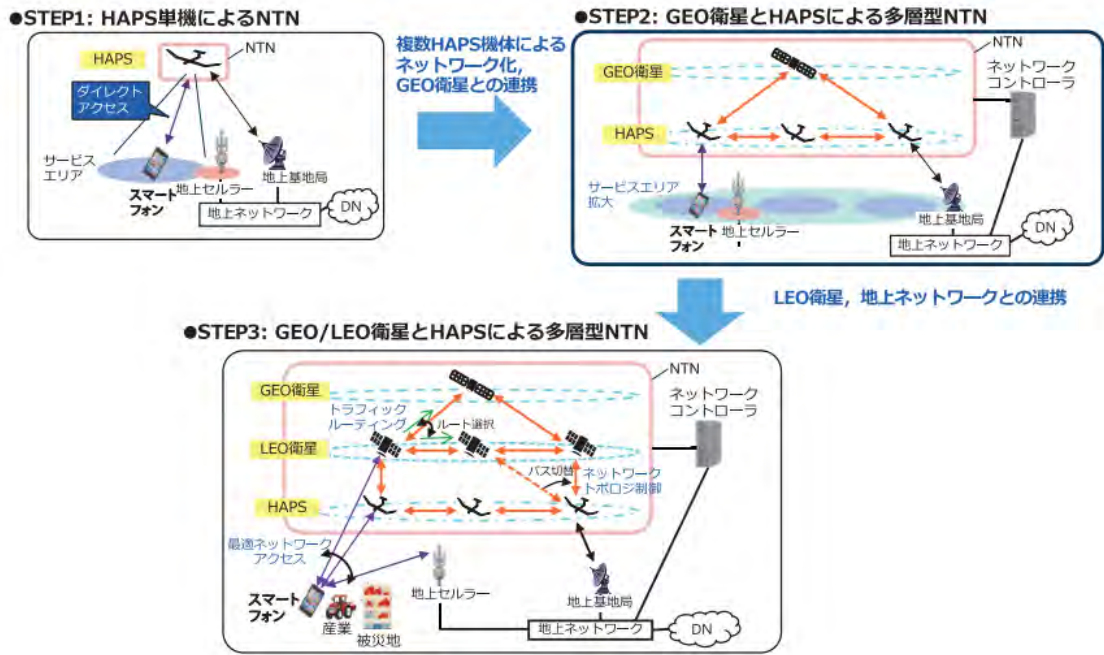 ●STEP1: HAPS単機によるNTN
HAPS
NTN
ダイレクト
アクセス
サービス
エリア
スマート
フォン
地上セルラー
地上基地局
地上ネットワーク
DN
複数HAPS機体による
ネットワーク化,
GEO衛星との連携
●STEP2: GEO衛星とHAPSによる多層型NTN
NTN
GEO衛星
ネットワーク
コントローラ
HAPS
サービスエリア
拡大
スマート
フォン
地上セルラー
地上基地局
地上ネットワーク
DN
LEO衛星，地上ネットワークとの連携
●STEP3: GEO/LEO衛星とHAPSによる多層型NTN
NTN
GEO衛星
ネットワーク
コントローラ
トラフィック
ルーティング
ルート選択
LEO衛星
パス切替
ネットワーク
トポロジ制御
HAPS
最適ネットワーク
アクセス
スマート
フォン
産業
被災地
地上セルラー
地上基地局
地上ネットワーク
DN